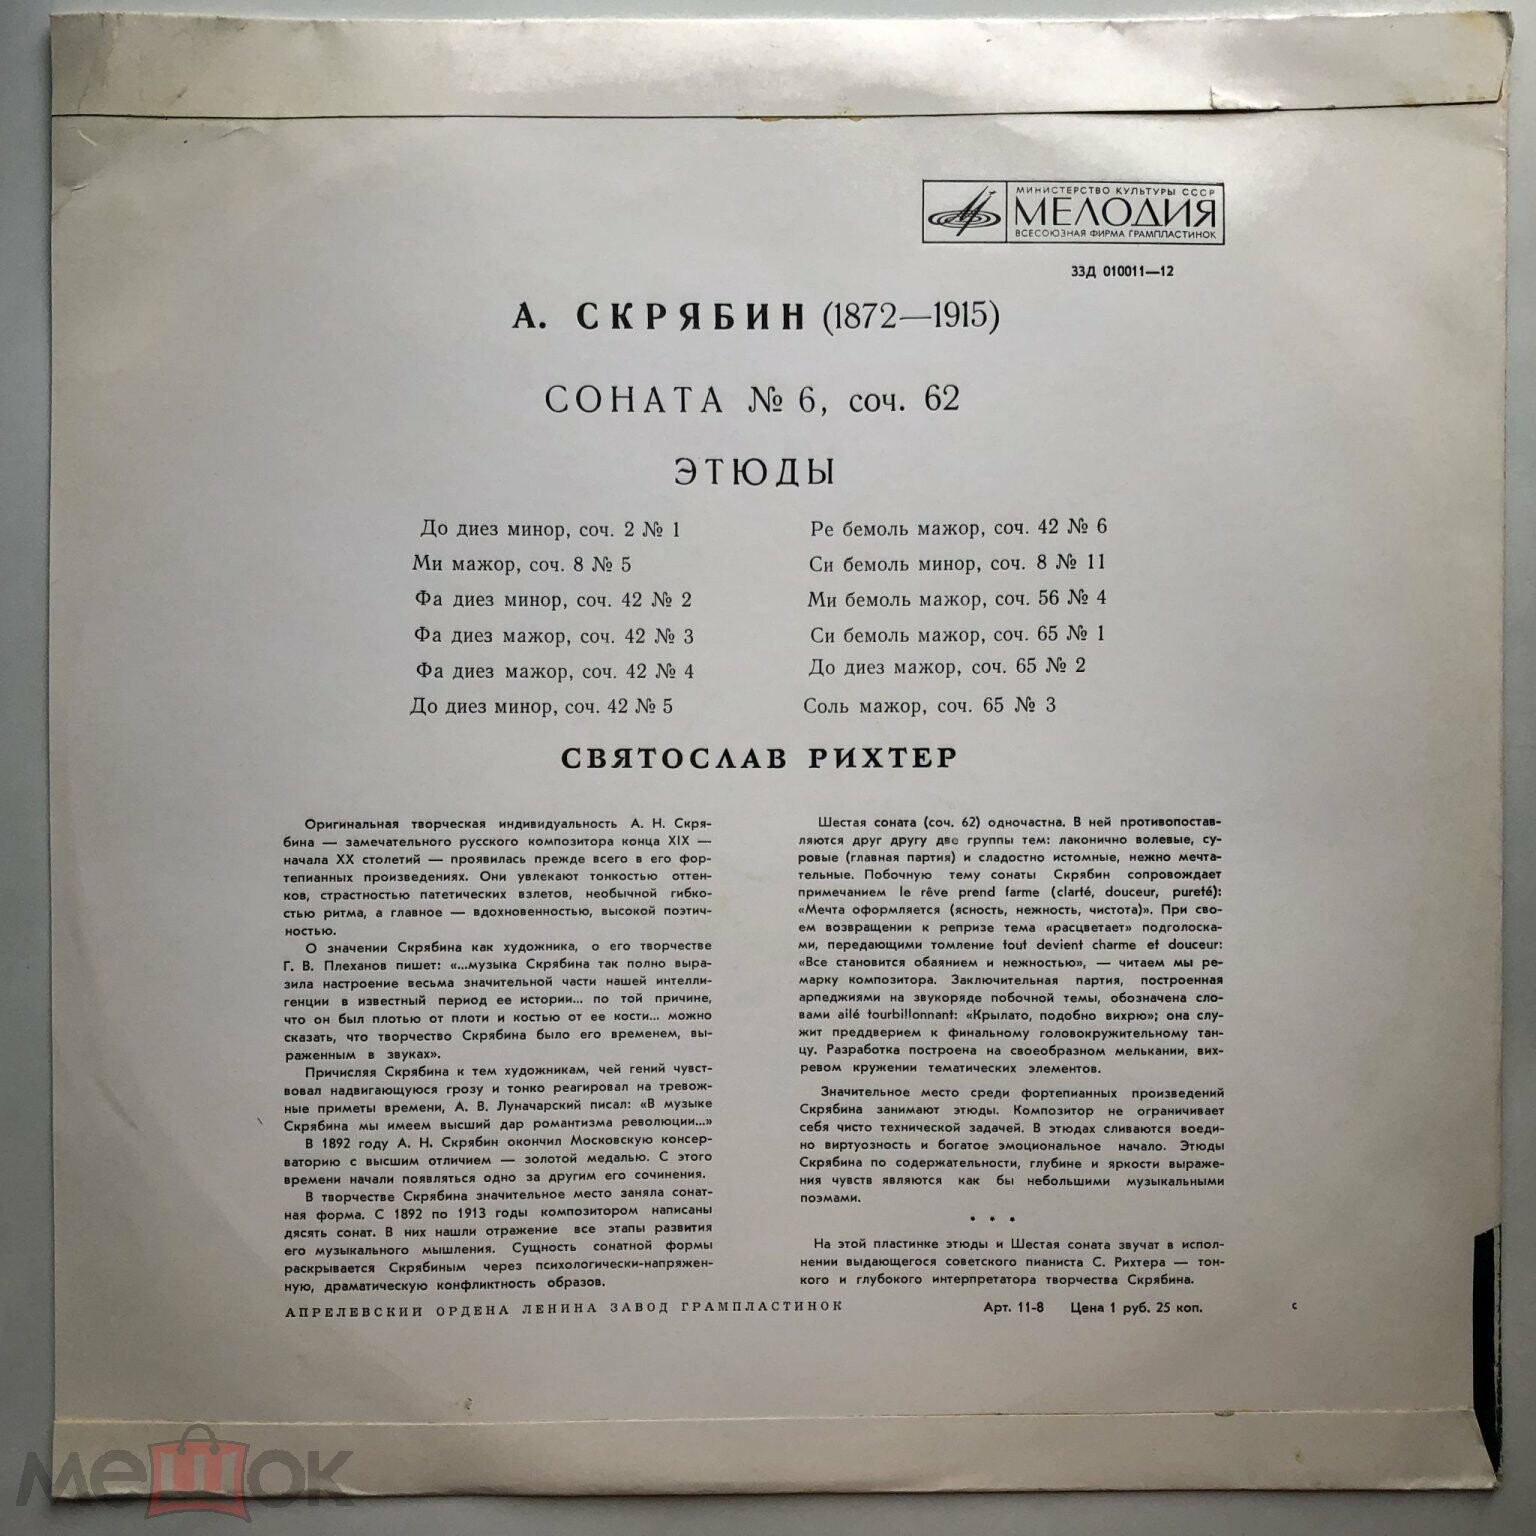 МИНИСТЕРСТВО КУЛЬТУРЫ СССР
МЕЛОДИЯ
ВСЕСОЮЗНАЯ ФИРМА ГРАМПЛАСТИНОК
33Д 010011—12
А. СКРЯБИН (1872—1915)
СОНАТА № 6, соч. 62
ЭТЮДЫ
До диез минор, соч. 2 № 1
Ми мажор, соч. 8 № 5
Фа диез минор, соч. 42 № 2
Фа диез мажор, соч. 42 № 3
Фа диез мажор, соч. 42 № 4
До диез минор, соч. 42 № 5
Ре бемоль мажор, соч. 42 № 6
Си бемоль минор, соч. 8 № 11
Ми бемоль мажор, соч. 56 № 4
Си бемоль мажор, соч. 65 № 1
До диез мажор, соч. 65 № 2
Соль мажор, соч. 65 № 3
СВЯТОСЛАВ РИХТЕР
Оригинальная творческая индивидуальность А. Н. Скря-
бина — замечательного русского композитора конца XIX —
начала XX столетий — проявилась прежде всего в его фор-
тепианных произведениях. Они увлекают тонкостью оттен-
ков, страстностью патетических взлетов, необычной гибко-
стью ритма, а главное — вдохновенностью, высокой поэтич-
ностью.
О значении Скрябина как художника, о его творчестве
Г. В. Плеханов пишет: «...музыка Скрябина так полно выра-
зила настроение весьма значительной части нашей интелли-
генции в известный период ее истории... по той причине,
что он был плотью от плоти и костью от ее кости... можно
сказать, что творчество Скрябина было его временем, вы-
раженным в звуках».
Причисляя Скрябина к тем художникам, чей гений чувст-
вовал надвигающуюся грозу и тонко реагировал на тревож-
ные приметы времени, А. В. Луначарский писал: «В музыке
Скрябина мы имеем высший дар романтизма революции...»
В 1892 году А. Н. Скрябин окончил Московскую консер-
ваторию с высшим отличием — золотой медалью. С этого
времени начали появляться одно за другим его сочинения.
В творчестве Скрябина значительное место заняла сонат-
ная форма. С 1892 по 1913 годы композитором написаны
дясять сонат. В них нашли отражение все этапы развития
его музыкального мышления. Сущность сонатной формы
раскрывается Скрябиным через психологически-напряжен-
ную, драматическую конфликтность образов.
Шестая соната (соч. 62) одночастна. В ней противопостав-
ляются друг другу две группы тем: лаконично волевые, су-
ровые (главная партия) и сладостно истомные, нежно мечта-
тельные. Побочную тему сонаты Скрябин сопровождает
примечанием le rêve prend farme (clarté, douceur, pureté):
«Мечта оформляется (ясность, нежность, чистота)». При сво-
ем возвращении к репризе тема «расцветает» подголоска-
ми, передающими томление tout devient charme et douceur:
«Все становится обаянием и нежностью», — читаем мы ре-
марку композитора. Заключительная партия, построенная
арпеджиями на звукоряде побочной темы, обозначена сло-
вами ailé tourbillonnant: «Крылато, подобно вихрю»; она слу-
жит преддверием к финальному головокружительному тан-
цу. Разработка построена на своеобразном мелькании, вих-
ревом кружении тематических элементов.
Значительное место среди фортепианных произведений
Скрябина занимают этюды. Композитор не ограничивает
себя чисто технической задачей. В этюдах сливаются воеди-
но виртуозность и богатое эмоциональное начало. Этюды
Скрябина по содержательности, глубине и яркости выраже-
ния чувств являются как бы небольшими музыкальными
поэмами.
• • •
На этой пластинке этюды и Шестая соната звучат в испол-
нении выдающегося советского пианиста С. Рихтера — тон-
кого и глубокого интерпретатора творчества Скрябина.
АПРЕЛЕВСКИЙ ОРДЕНА ЛЕНИНА ЗАВОД ГРАМПЛАСТИНОК
Арт. 11-8 Цена 1 руб. 25 коп.
с
мешок